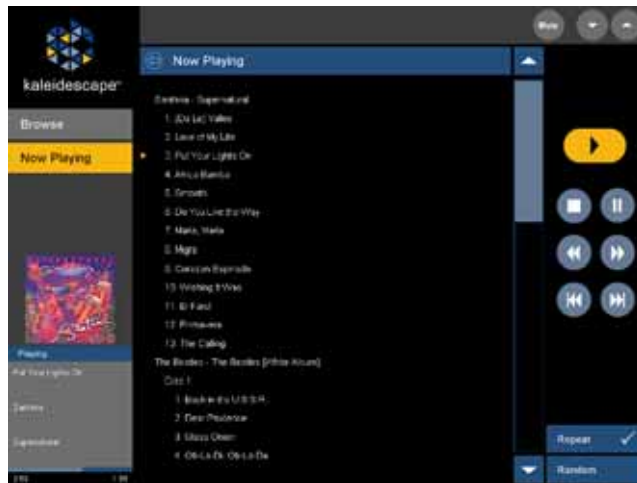 Mute
kaleidescape
Now Playing
Browse
Now Playing
Santana - Supernatural
1. (Da Le) Yaleo
2. Love of My Life
3. Put Your Lights On
4. Africa Bamba
5. Smooth
6. Do You Like the Way
7. Maria, Maria
8. Migra
9. Corazon Espinado
10. Wishing It Was
11. El Farol
12. Primavera
13. The Calling
The Beatles - The Beatles [White Album]
Disc 1
1. Back in the U.S.S.R.
2. Dear Prudence
3. Glass Onion
4. Ob-La-Di, Ob-La-Da
Playing
Put Your Lights On
Santana
Supernatural
Repeat
Random